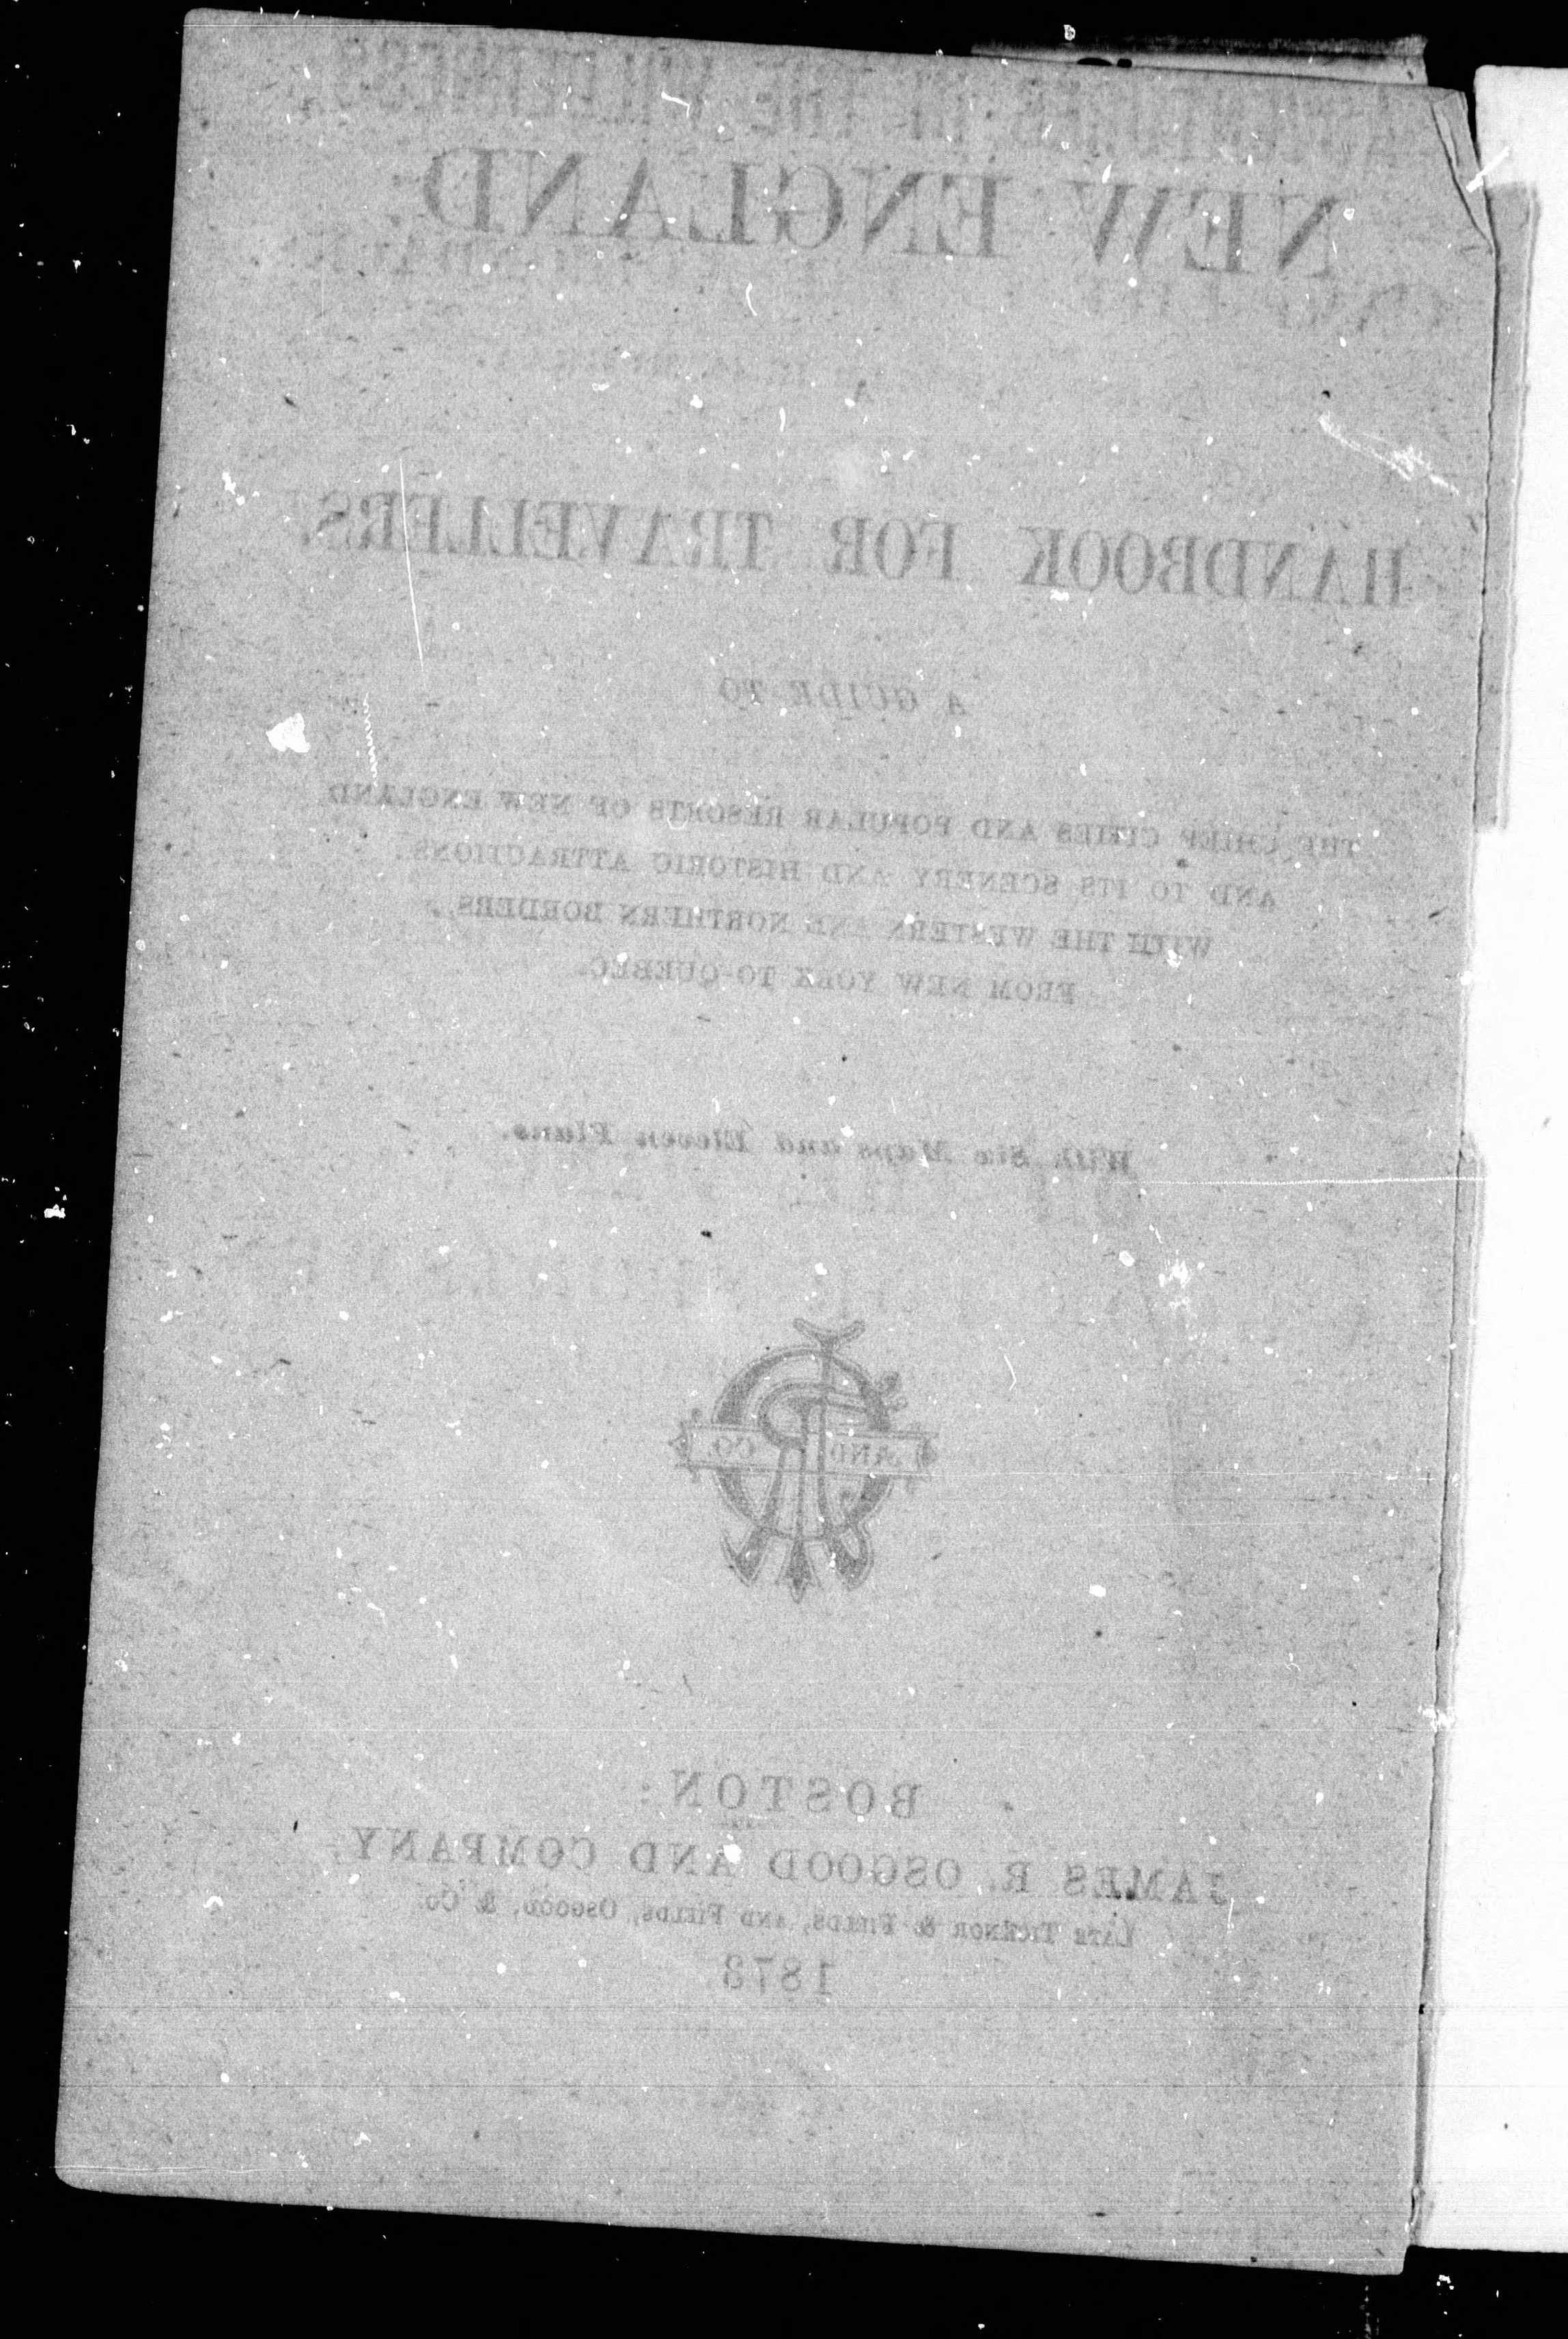 NEW ENGLAND:
A
HANDBOOK FOR TRAVELLERS.
A GUIDE TO
THE CHIEF CITIES AND POPULAR RESORTS OF NEW ENGLAND
AND TO ITS SCENERY AND HISTORIC ATTRACTIONS.
WITH THE WESTERN AND NORTHERN BORDERS,
FROM NEW YORK TO QUEBEC.
With Six Maps and Eleven Plans.
AND CO.
BOSTON:
JAMES R. OSGOOD AND COMPANY,
LATE TICKNOR & FIELDS, AND FIELDS, OSGOOD, & CO.
1873